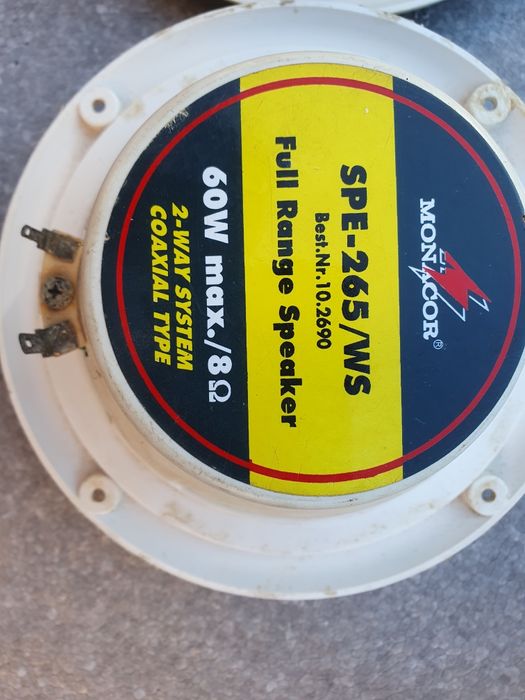 MONACOR®
SPE-265/WS
Best.Nr.10.2690
Full Range Speaker
60W max./8Ω
2-WAY SYSTEM
COAXIAL TYPE